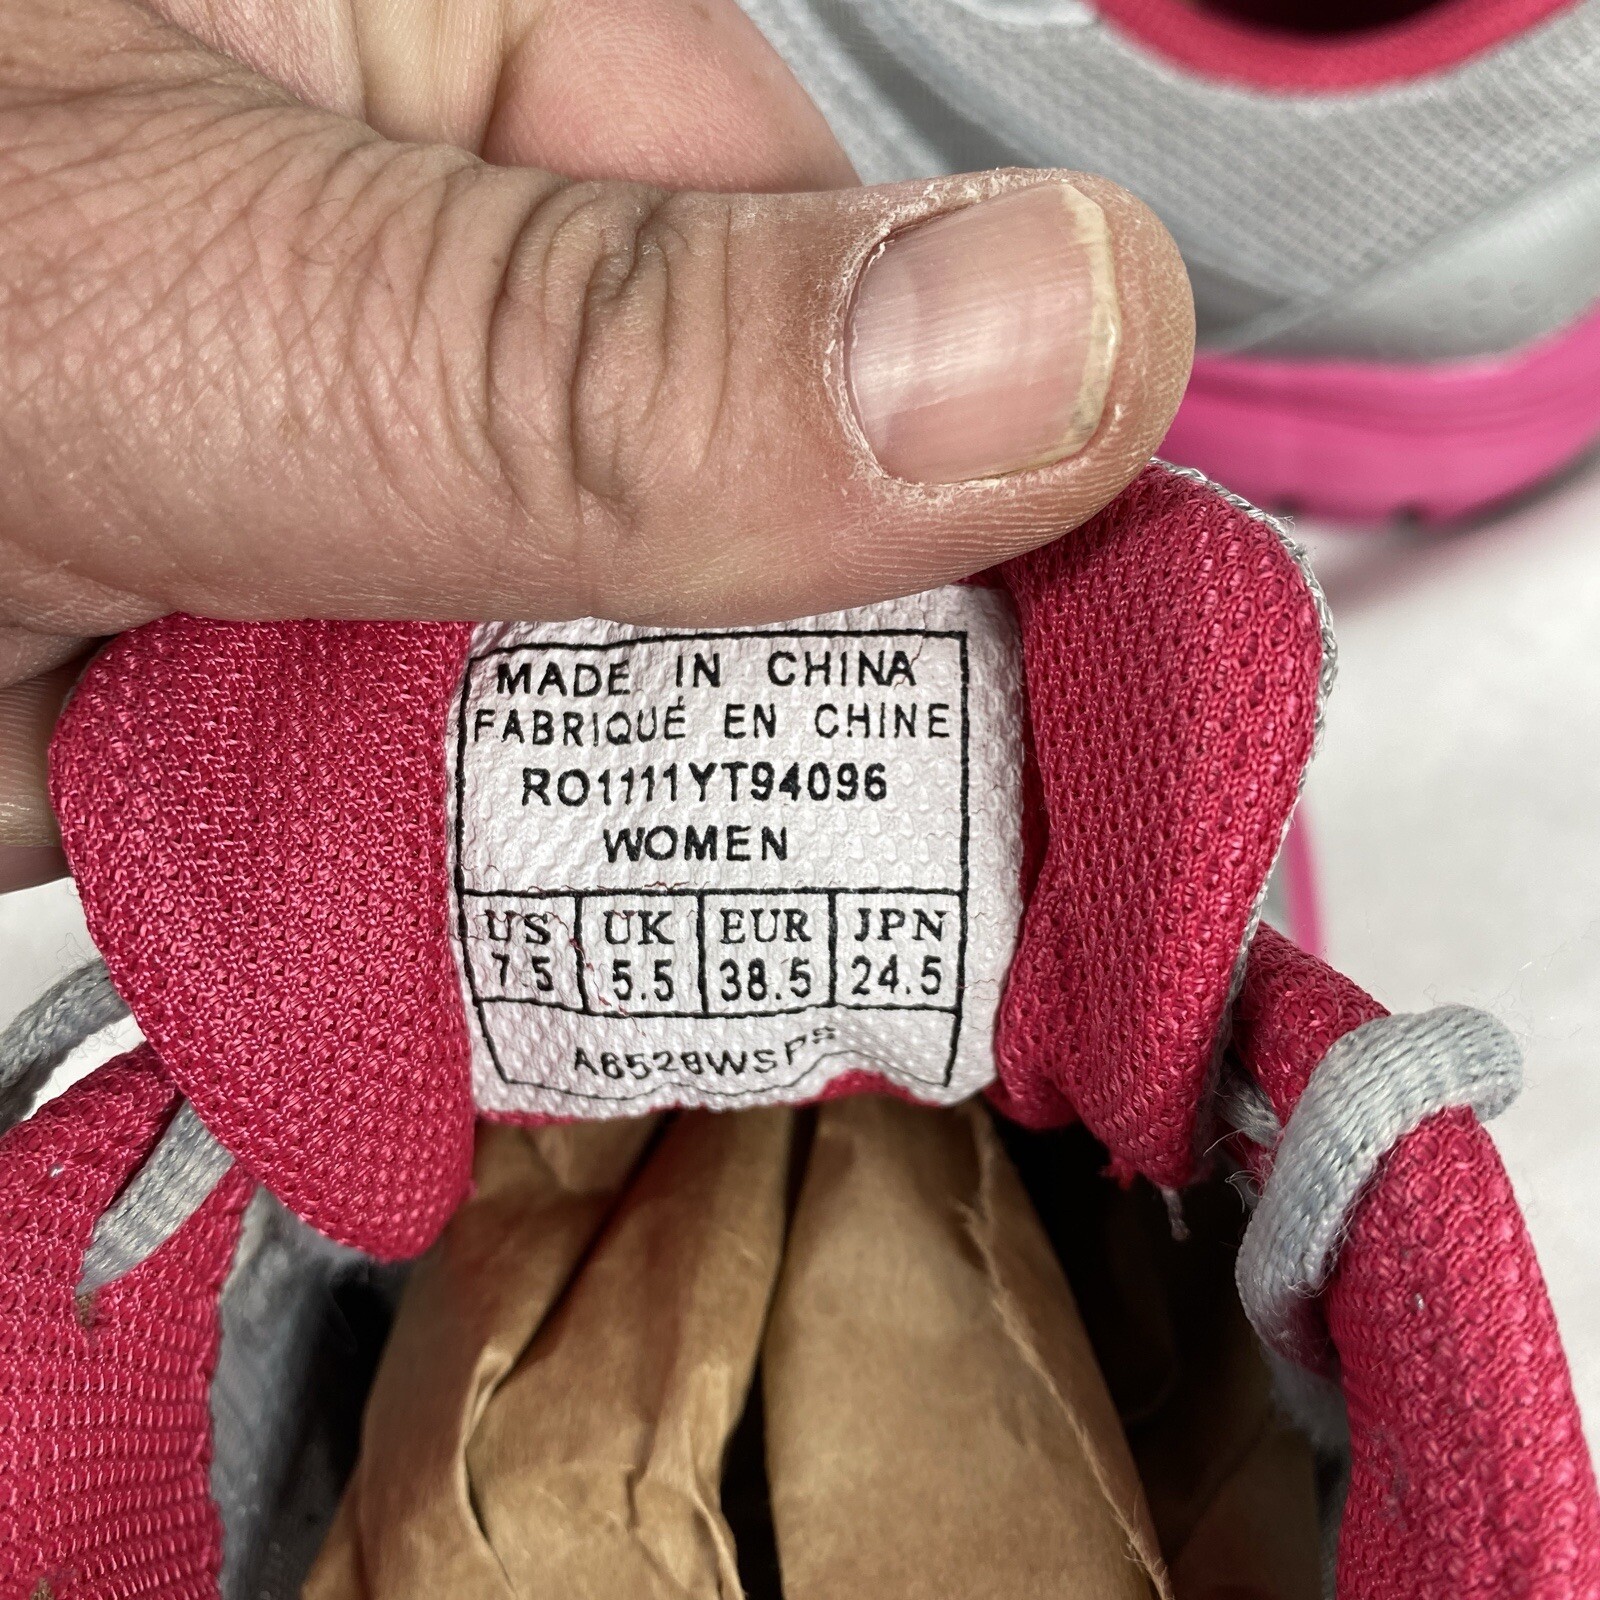 MADE IN CHINA
FABRIQUÉ EN CHINE
RO1111YT94096
WOMEN
US UK EUR JPN
7.5 5.5 38.5 24.5